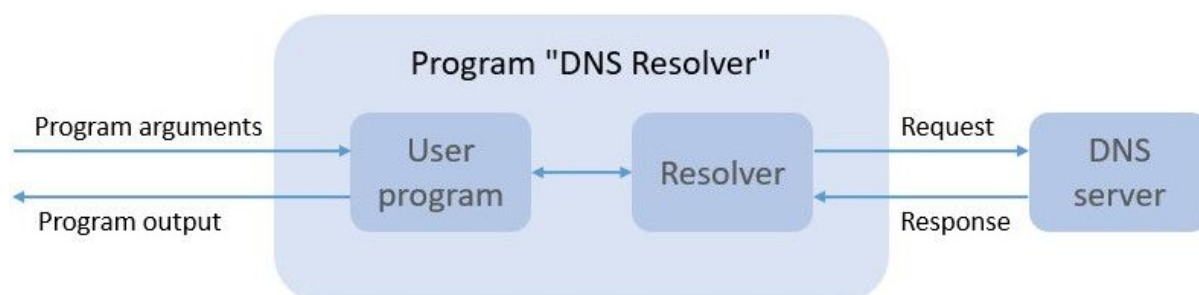 Program "DNS Resolver"
Program arguments
User
program
Program output
Resolver
Request
Response
DNS
server